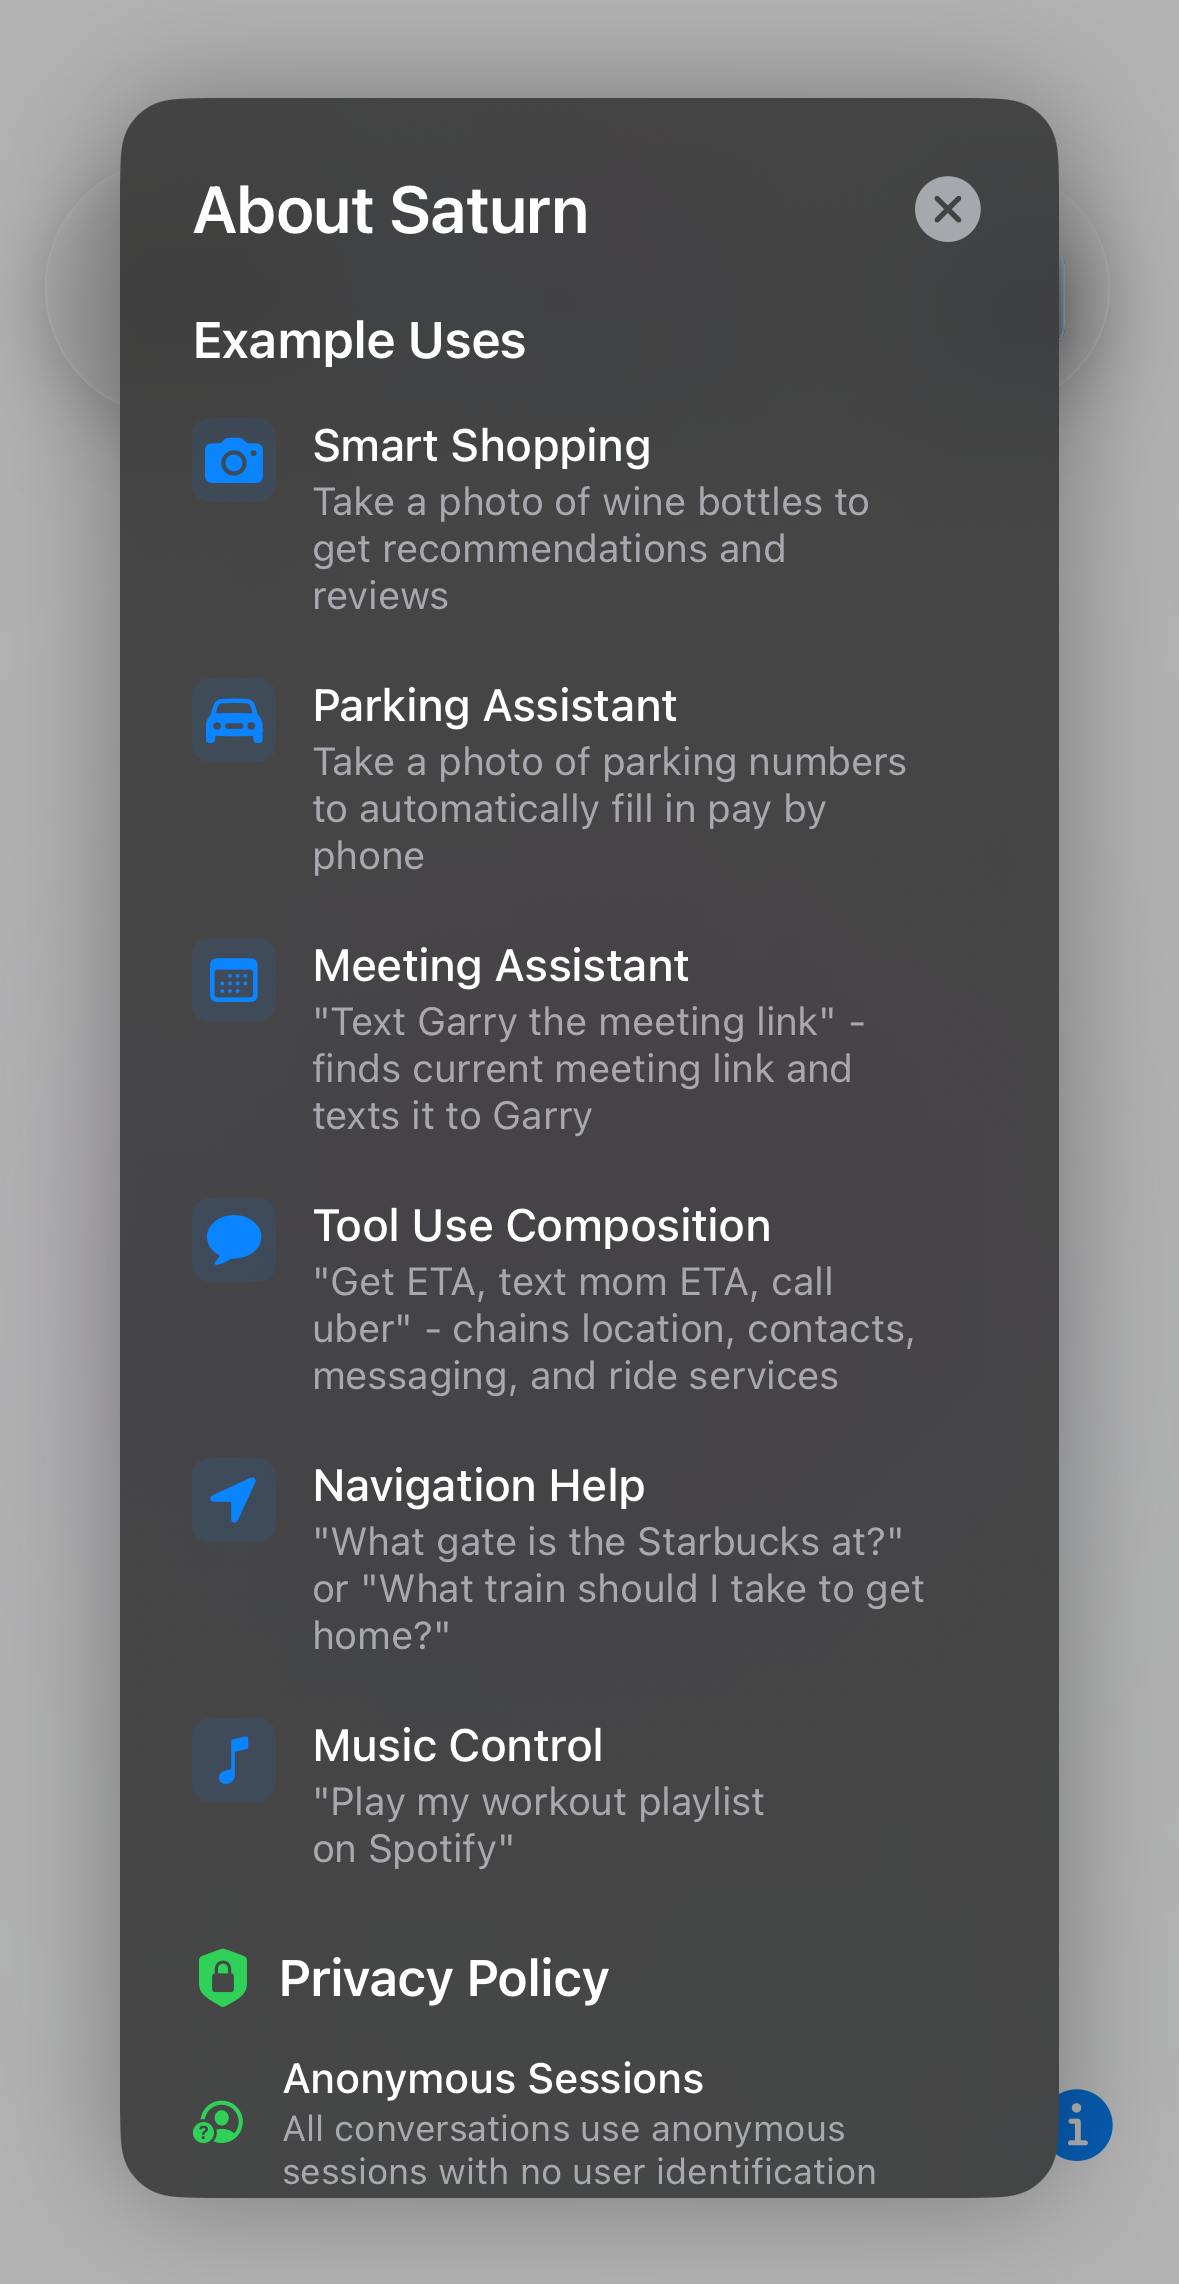 About Saturn
Example Uses
Smart Shopping
Take a photo of wine bottles to
get recommendations and
reviews
Parking Assistant
Take a photo of parking numbers
to automatically fill in pay by
phone
Meeting Assistant
"Text Garry the meeting link" -
finds current meeting link and
texts it to Garry
Tool Use Composition
"Get ETA, text mom ETA, call
uber" - chains location, contacts,
messaging, and ride services
Navigation Help
"What gate is the Starbucks at?"
or "What train should I take to get
home?"
Music Control
"Play my workout playlist
on Spotify"
Privacy Policy
Anonymous Sessions
All conversations use anonymous
sessions with no user identification